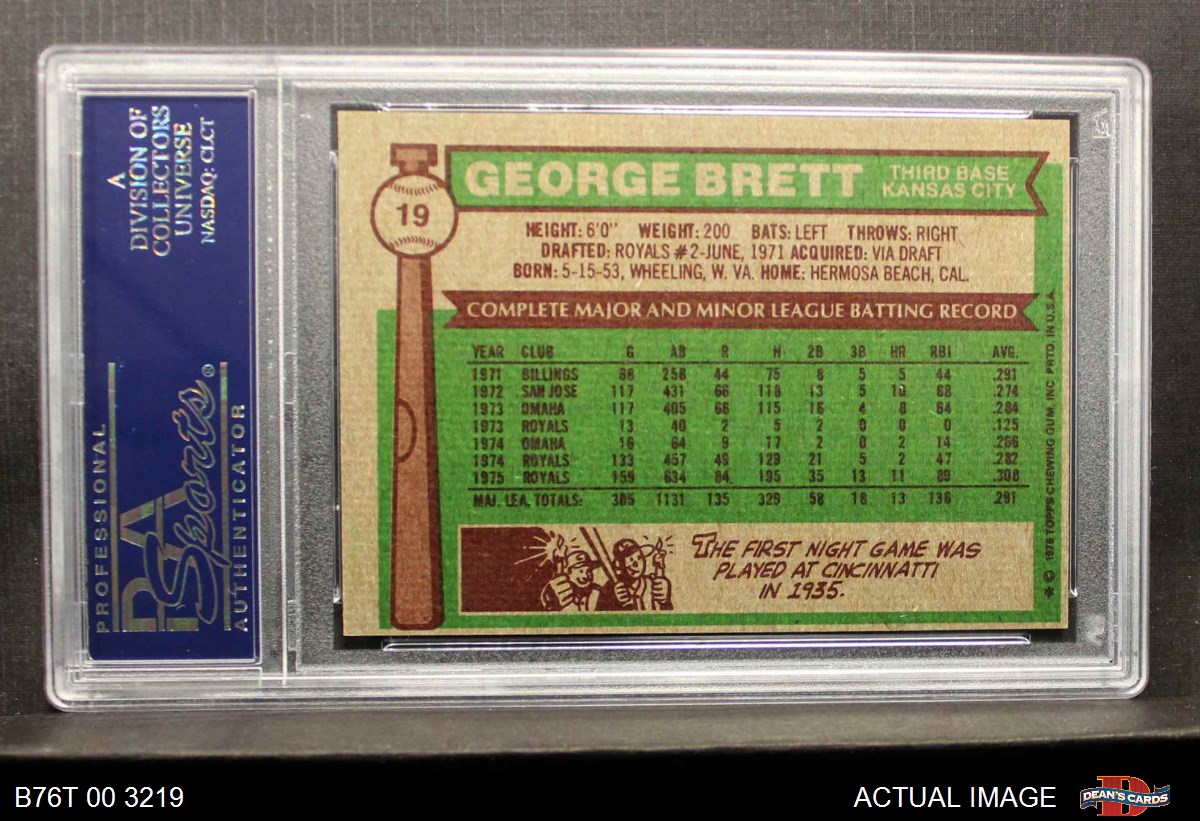 A
DIVISION OF
COLLECTORS
UNIVERSE
NASDAQ: CLCT
PROFESSIONAL
PSA
Sports®
AUTHENTICATOR
19
GEORGE BRETT
THIRD BASE
KANSAS CITY
HEIGHT: 6'0" WEIGHT: 200 BATS: LEFT THROWS: RIGHT
DRAFTED: ROYALS #2-JUNE, 1971 ACQUIRED: VIA DRAFT
BORN: 5-15-53, WHEELING, W. VA. HOME: HERMOSA BEACH, CAL.
COMPLETE MAJOR AND MINOR LEAGUE BATTING RECORD
YEAR CLUB G AB R H 2B 3B HR RBI AVG.
1971 BILLINGS 68 258 44 75 8 5 5 44 .291
1972 SAN JOSE 117 431 66 118 13 5 10 68 .274
1973 OMAHA 117 405 66 115 16 4 8 64 .284
1973 ROYALS 13 40 2 5 2 0 0 0 .125
1974 OMAHA 16 64 9 17 2 0 2 14 .266
1974 ROYALS 133 457 49 129 21 5 2 47 .282
1975 ROYALS 159 634 84 195 35 13 11 89 .308
MAJ. LEA. TOTALS: 305 1131 135 329 58 18 13 136 .291
THE FIRST NIGHT GAME WAS
PLAYED AT CINCINNATTI
IN 1935.
* © 1976 TOPPS CHEWING GUM, INC PRTD. IN U.S.A.
B76T 00 3219
ACTUAL IMAGE
DEAN'S CARDS